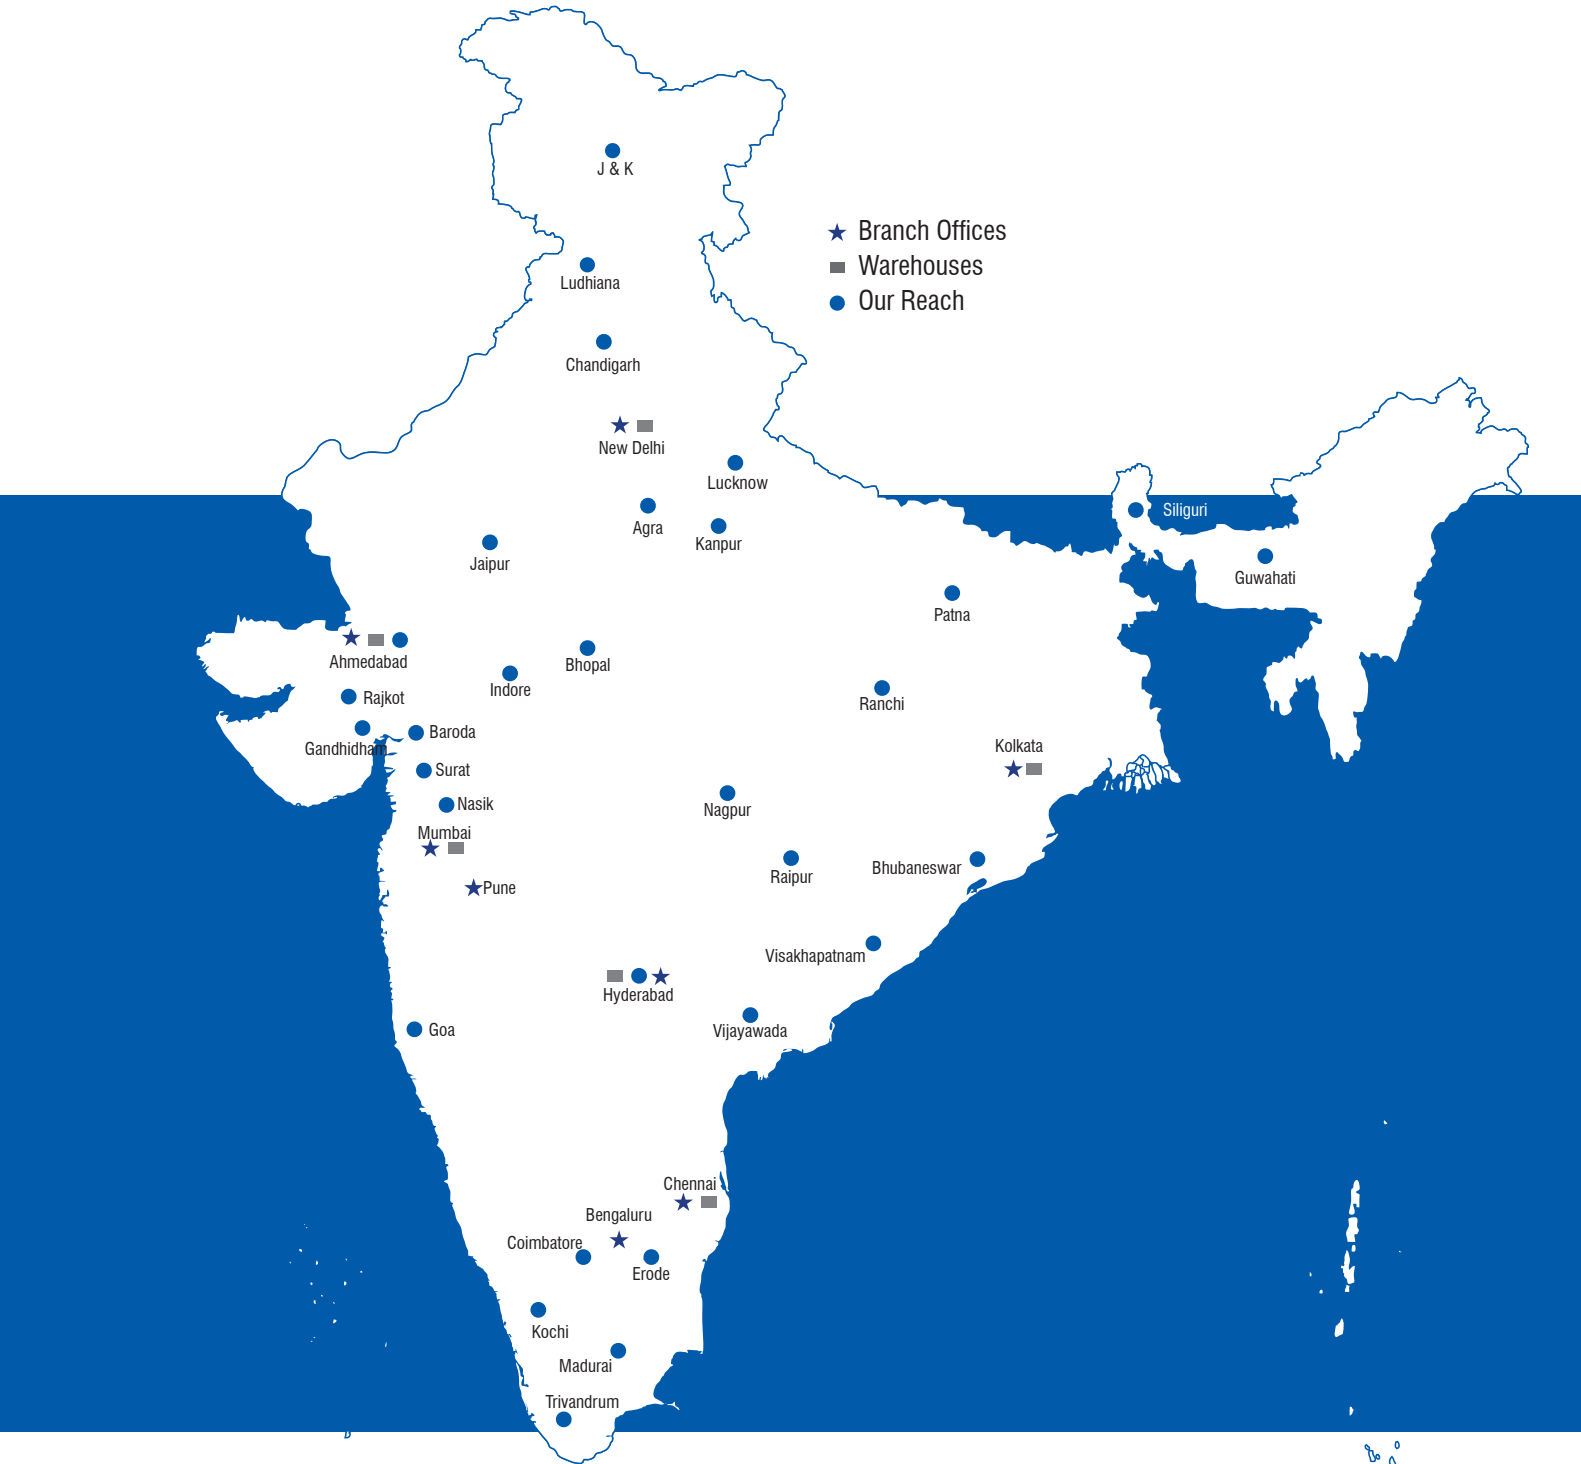 J & K
Branch Offices
Warehouses
Our Reach
Ludhiana
Chandigarh
New Delhi
Lucknow
Agra
Kanpur
Jaipur
Siliguri
Guwahati
Patna
Ahmedabad
Bhopal
Indore
Rajkot
Ranchi
Baroda
Gandhidham
Kolkata
Surat
Nasik
Nagpur
Mumbai
Raipur
Bhubaneswar
Pune
Visakhapatnam
Hyderabad
Goa
Vijayawada
Chennai
Bengaluru
Coimbatore
Erode
Kochi
Madurai
Trivandrum